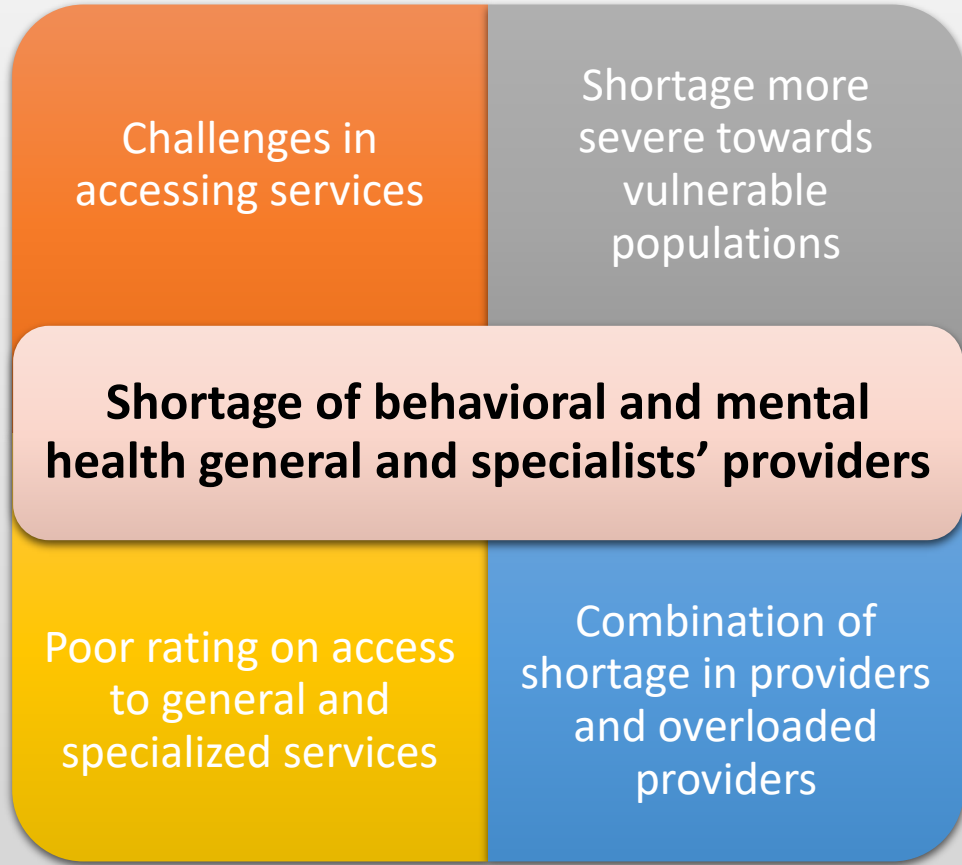 Challenges in
accessing services
Shortage more
severe towards
vulnerable
populations
Shortage of behavioral and mental
health general and specialists’ providers
Poor rating on access
to general and
specialized services
Combination of
shortage in providers
and overloaded
providers